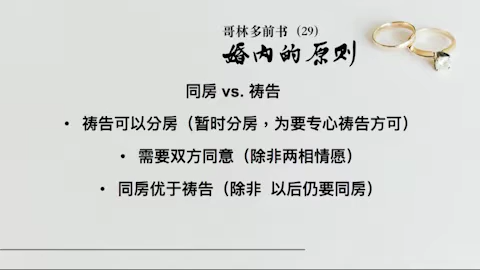 哥林多前书（29）
婚内的原则
同房 vs. 祷告
• 祷告可以分房（暂时分房，为要专心祷告方可）
• 需要双方同意（除非两相情愿）
• 同房优于祷告（除非 以后仍要同房）